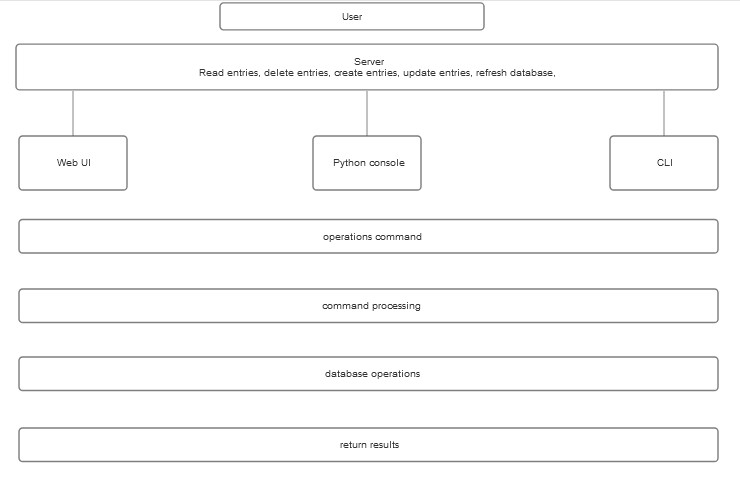 User
Server
Read entries, delete entries, create entries, update entries, refresh database,
Web UI
Python console
CLI
operations command
command processing
database operations
return results